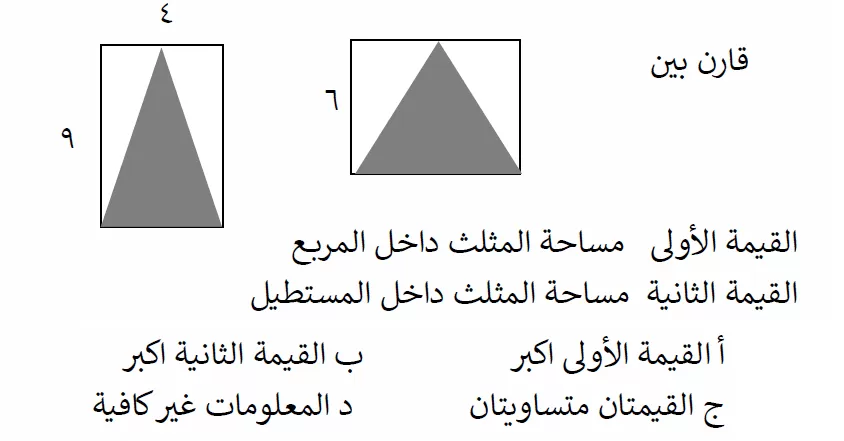 ٤
قارن بين
٦
٩
القيمة الأولى مساحة المثلث داخل المربع
القيمة الثانية مساحة المثلث داخل المستطيل
أ القيمة الأولى اكبر
ب القيمة الثانية اكبر
ج القيمتان متساويتان
د المعلومات غير كافية